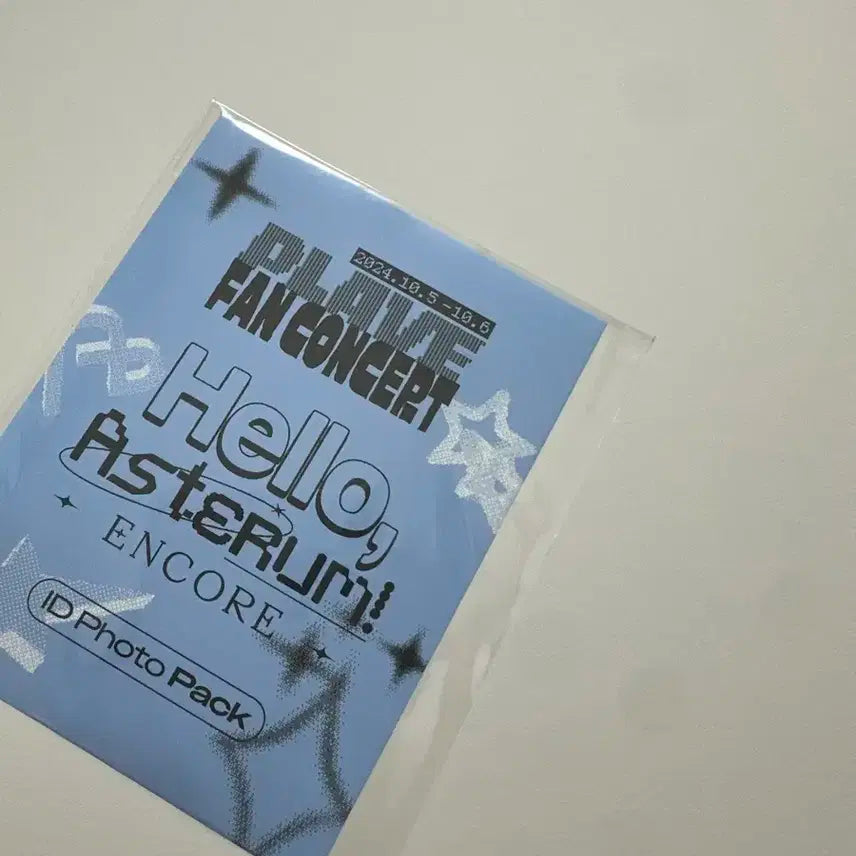 PLAVE
2024.10.5-10.6
FAN CONCERT
Hello,
Asterum!
ENCORE
ID Photo Pack